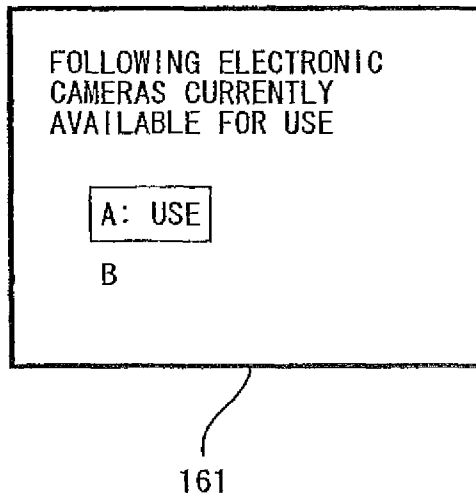 FOLLOWING ELECTRONIC
CAMERAS CURRENTLY
AVAILABLE FOR USE
A: USE
B
161